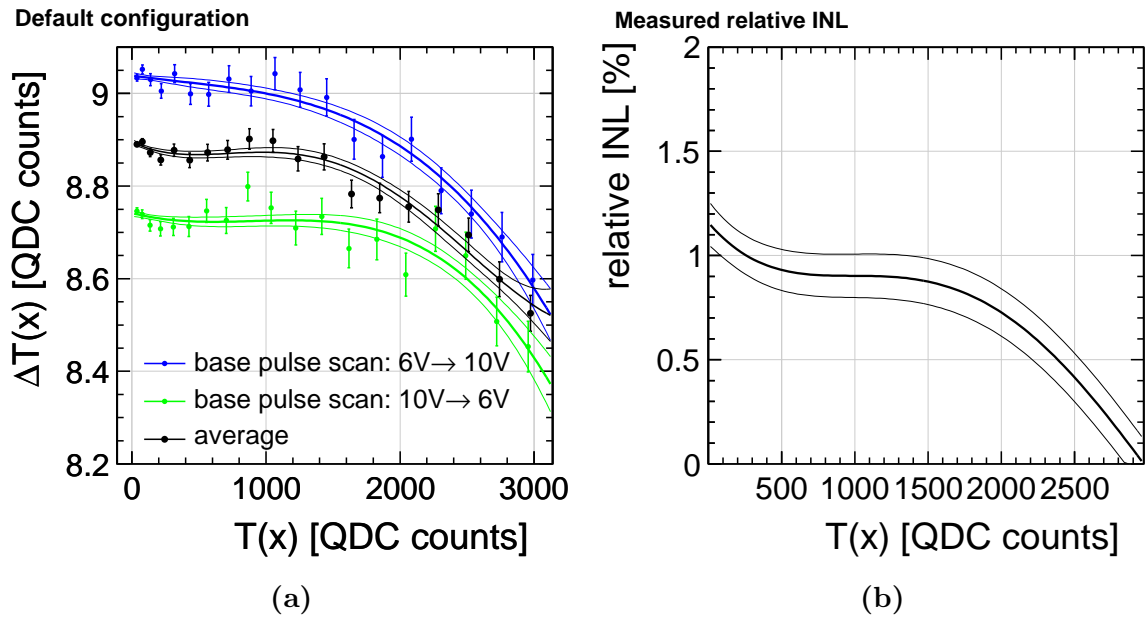 Default configuration
ΔT(x) [QDC counts]
9
8.8
8.6
8.4
8.2
base pulse scan: 6V→ 10V
base pulse scan: 10V→ 6V
average
0 1000 2000 3000
T(x) [QDC counts]
(a)
Measured relative INL
relative INL [%]
2
1.5
1
0.5
0
500 1000 1500 2000 2500
T(x) [QDC counts]
(b)